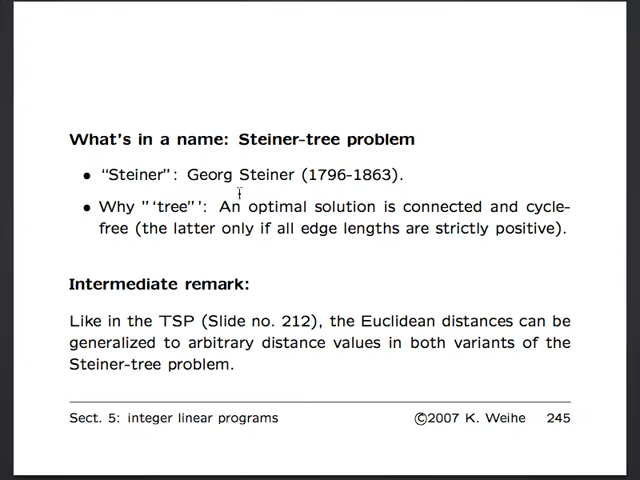 What's in a name: Steiner-tree problem
• "Steiner": Georg Steiner (1796-1863).
• Why "'tree"': An optimal solution is connected and cycle-
free (the latter only if all edge lengths are strictly positive).
Intermediate remark:
Like in the TSP (Slide no. 212), the Euclidean distances can be
generalized to arbitrary distance values in both variants of the
Steiner-tree problem.
Sect. 5: integer linear programs ©2007 K. Weihe 245